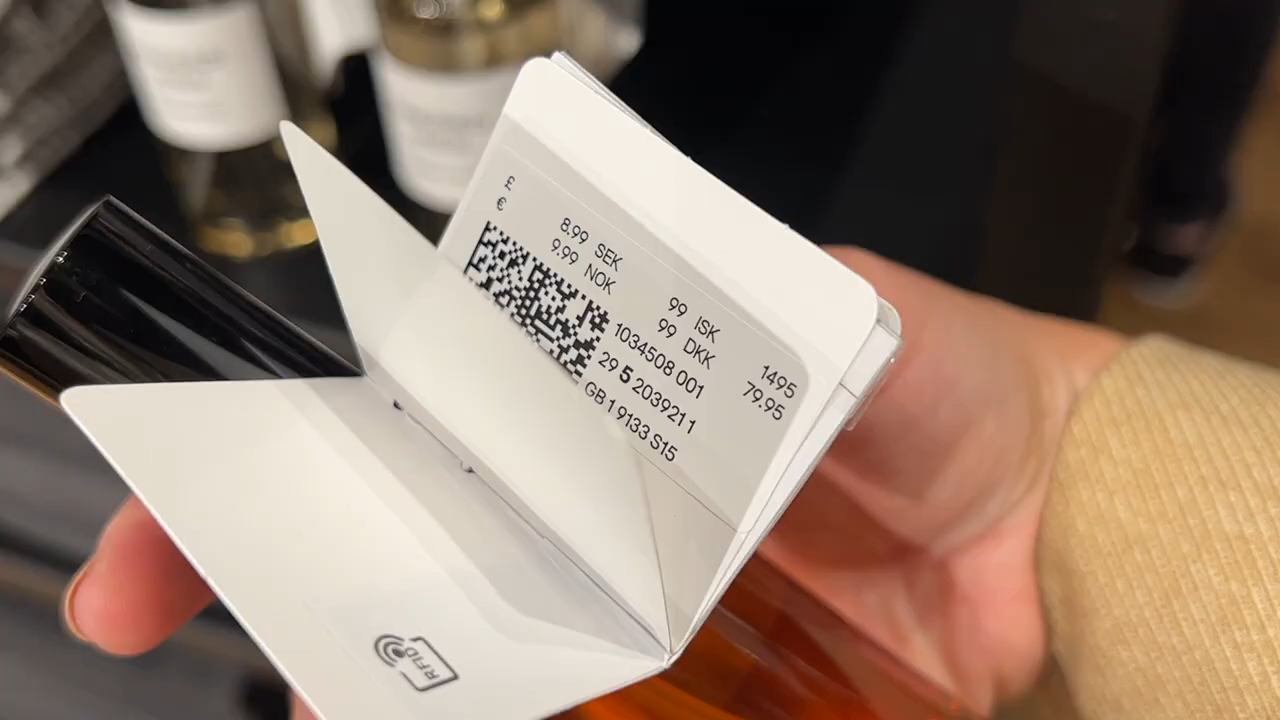 £ 8.99 SEK 99 ISK 1495
€ 9.99 NOK 99 DKK 79.95
1034508 001
29 5 2039211
GB 1 9133 S15
RFID